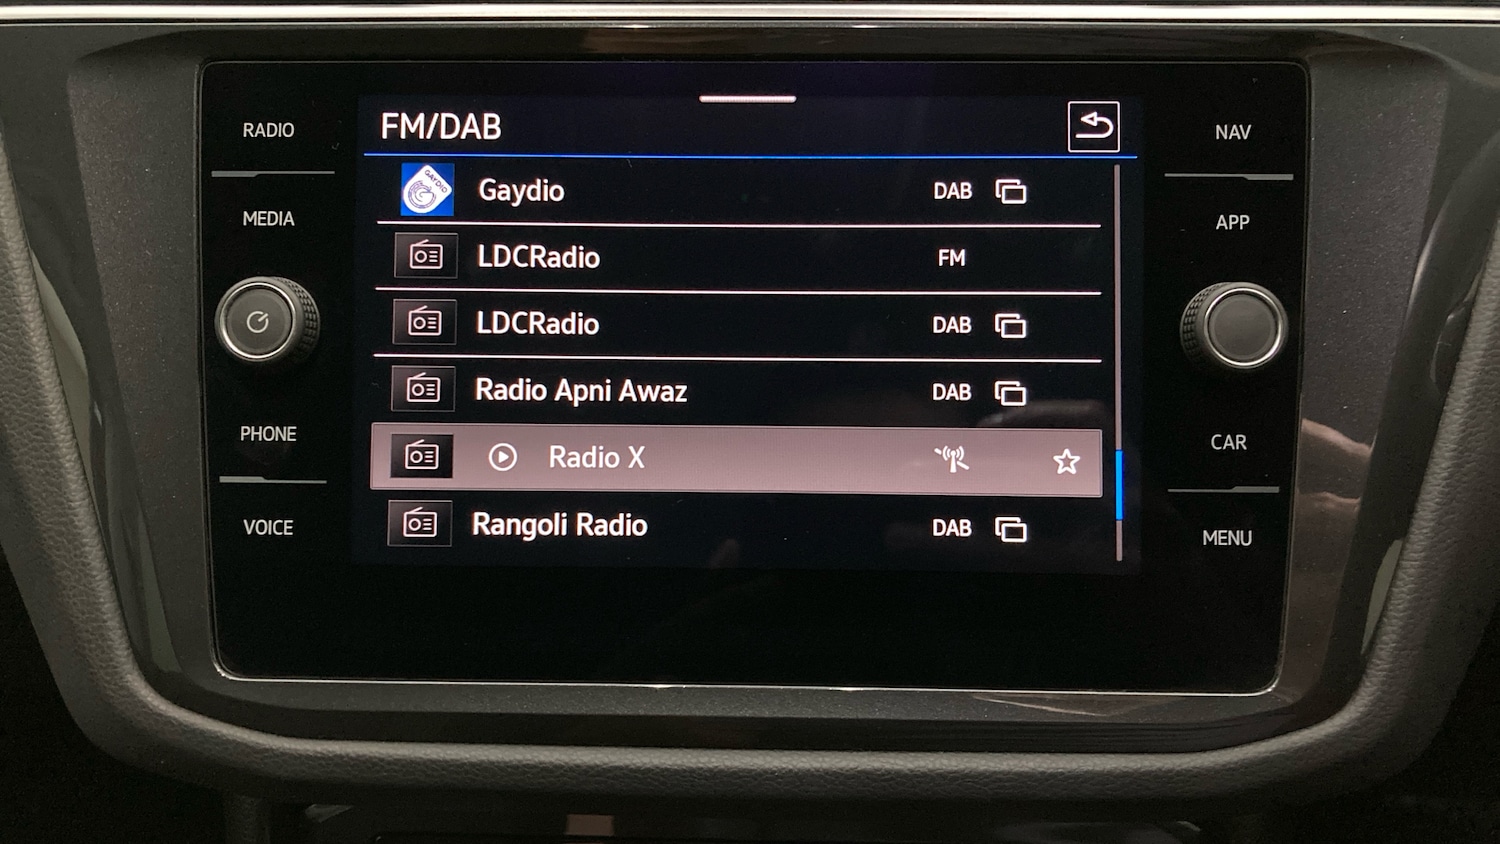 RADIO
MEDIA
PHONE
VOICE
FM/DAB
GAYDIO
Gaydio DAB
LDCRadio FM
LDCRadio DAB
Radio Apni Awaz DAB
Radio X
Rangoli Radio DAB
NAV
APP
CAR
MENU